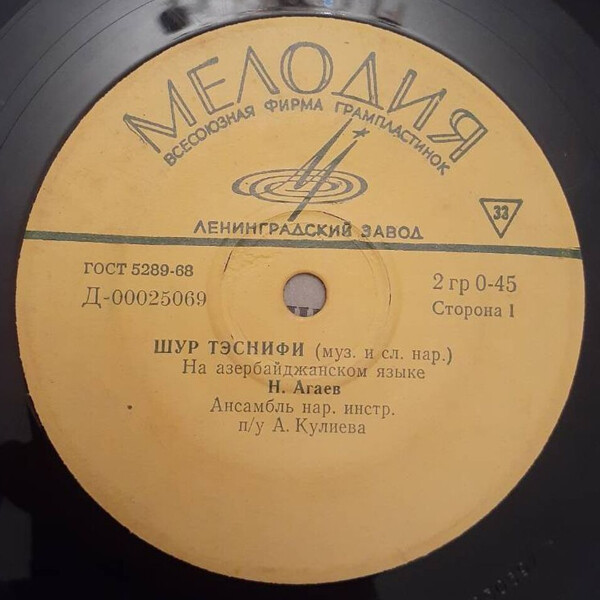 МЕЛОДИЯ
ВСЕСОЮЗНАЯ ФИРМА ГРАМПЛАСТИНОК
33
ЛЕНИНГРАДСКИЙ ЗАВОД
ГОСТ 5289-68
Д-00025069
2 гр 0-45
Сторона 1
ШУР ТЭСНИФИ (муз. и сл. нар.)
На азербайджанском языке
Н. Агаев
Ансамбль нар. инстр.
п/у А. Кулиева